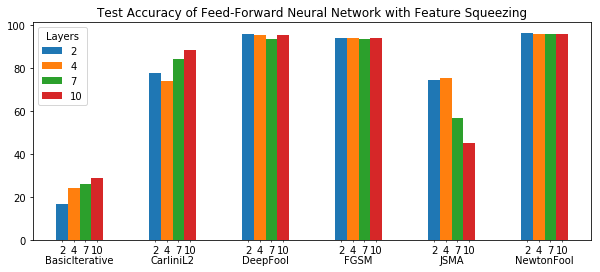 Test Accuracy of Feed-Forward Neural Network with Feature Squeezing
Layers
2
4
7
10
100
80
60
40
20
0
2 4 7 10 2 4 7 10 2 4 7 10 2 4 7 10 2 4 7 10 2 4 7 10
BasicIterative CarliniL2 DeepFool FGSM JSMA NewtonFool